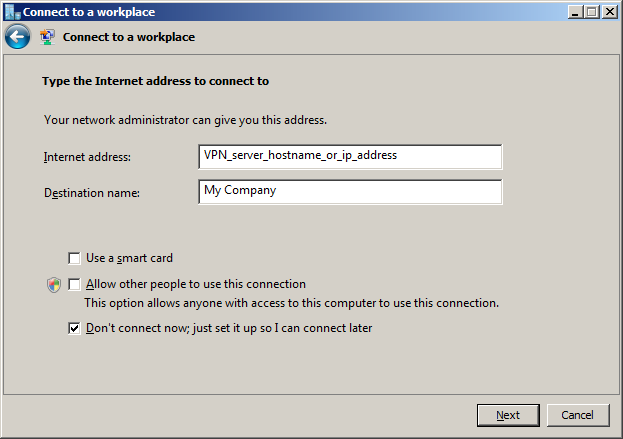 Connect to a workplace
Connect to a workplace
Type the Internet address to connect to
Your network administrator can give you this address.
Internet address: VPN_server_hostname_or_ip_address
Destination name: My Company
Use a smart card
Allow other people to use this connection
This option allows anyone with access to this computer to use this connection.
Don't connect now; just set it up so I can connect later
Next Cancel